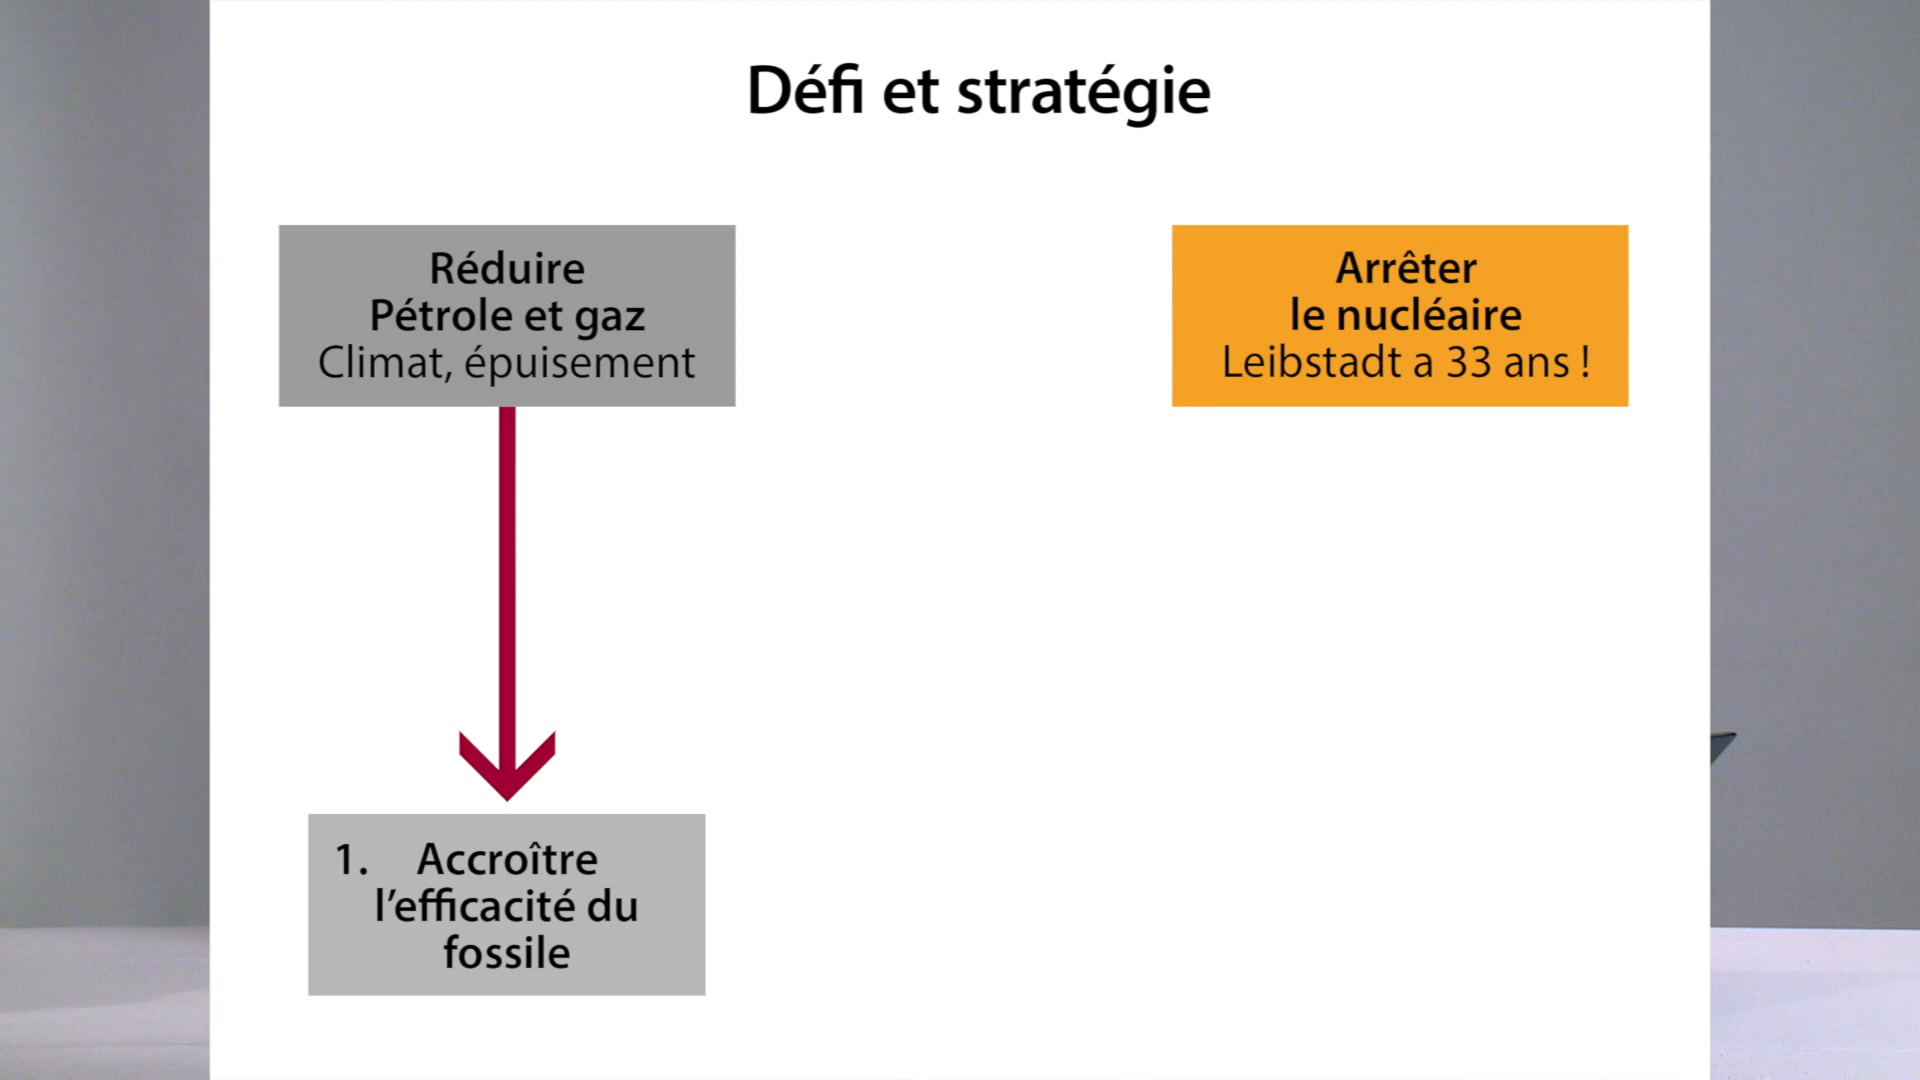 Défi et stratégie
Réduire
Pétrole et gaz
Climat, épuisement
Arrêter
le nucléaire
Leibstadt a 33 ans !
1. Accroître
l’efficacité du
fossile